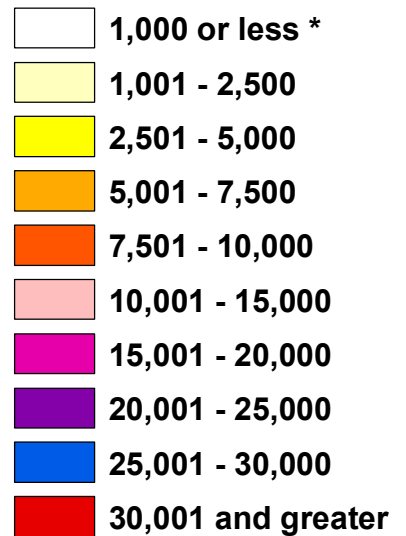 1,000 or less *
1,001 - 2,500
2,501 - 5,000
5,001 - 7,500
7,501 - 10,000
10,001 - 15,000
15,001 - 20,000
20,001 - 25,000
25,001 - 30,000
30,001 and greater